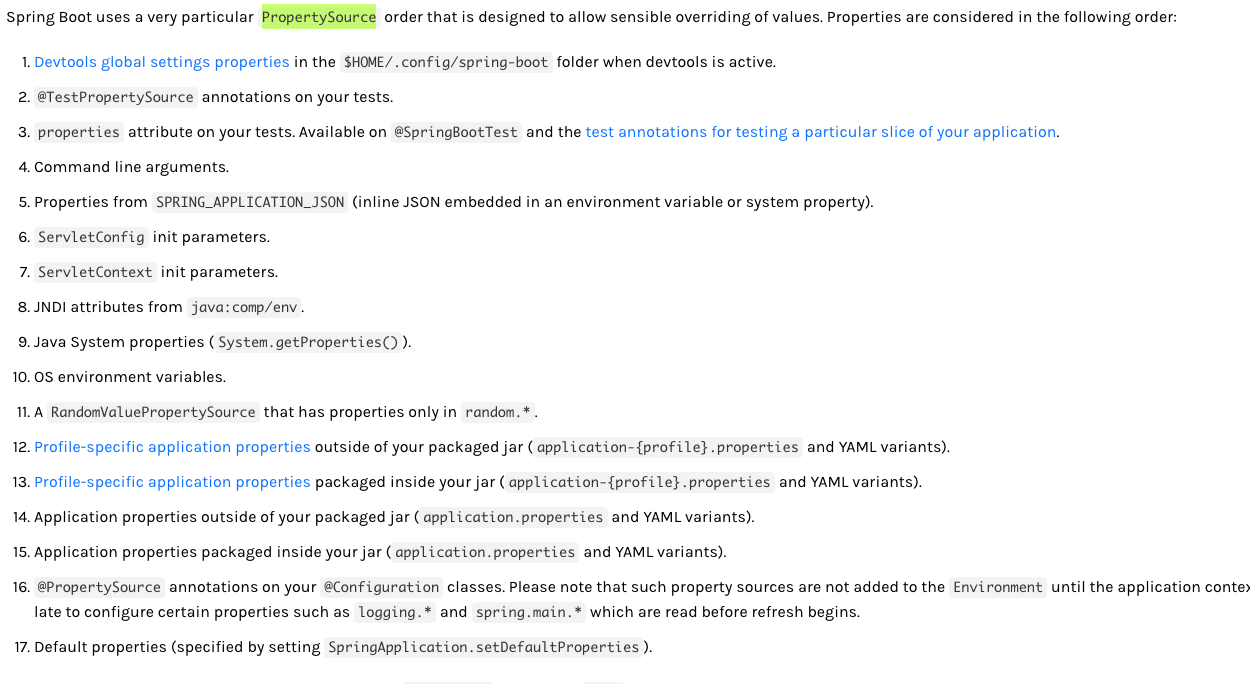 Spring Boot uses a very particular PropertySource order that is designed to allow sensible overriding of values. Properties are considered in the following order:
1. Devtools global settings properties in the $HOME/.config/spring-boot folder when devtools is active.
2. @TestPropertySource annotations on your tests.
3. properties attribute on your tests. Available on @SpringBootTest and the test annotations for testing a particular slice of your application.
4. Command line arguments.
5. Properties from SPRING_APPLICATION_JSON (inline JSON embedded in an environment variable or system property).
6. ServletConfig init parameters.
7. ServletContext init parameters.
8. JNDI attributes from java:comp/env.
9. Java System properties (System.getProperties()).
10. OS environment variables.
11. A RandomValuePropertySource that has properties only in random.*.
12. Profile-specific application properties outside of your packaged jar (application-{profile}.properties and YAML variants).
13. Profile-specific application properties packaged inside your jar (application-{profile}.properties and YAML variants).
14. Application properties outside of your packaged jar (application.properties and YAML variants).
15. Application properties packaged inside your jar (application.properties and YAML variants).
16. @PropertySource annotations on your @Configuration classes. Please note that such property sources are not added to the Environment until the application
late to configure certain properties such as logging.* and spring.main.* which are read before refresh begins.
17. Default properties (specified by setting SpringApplication.setDefaultProperties).